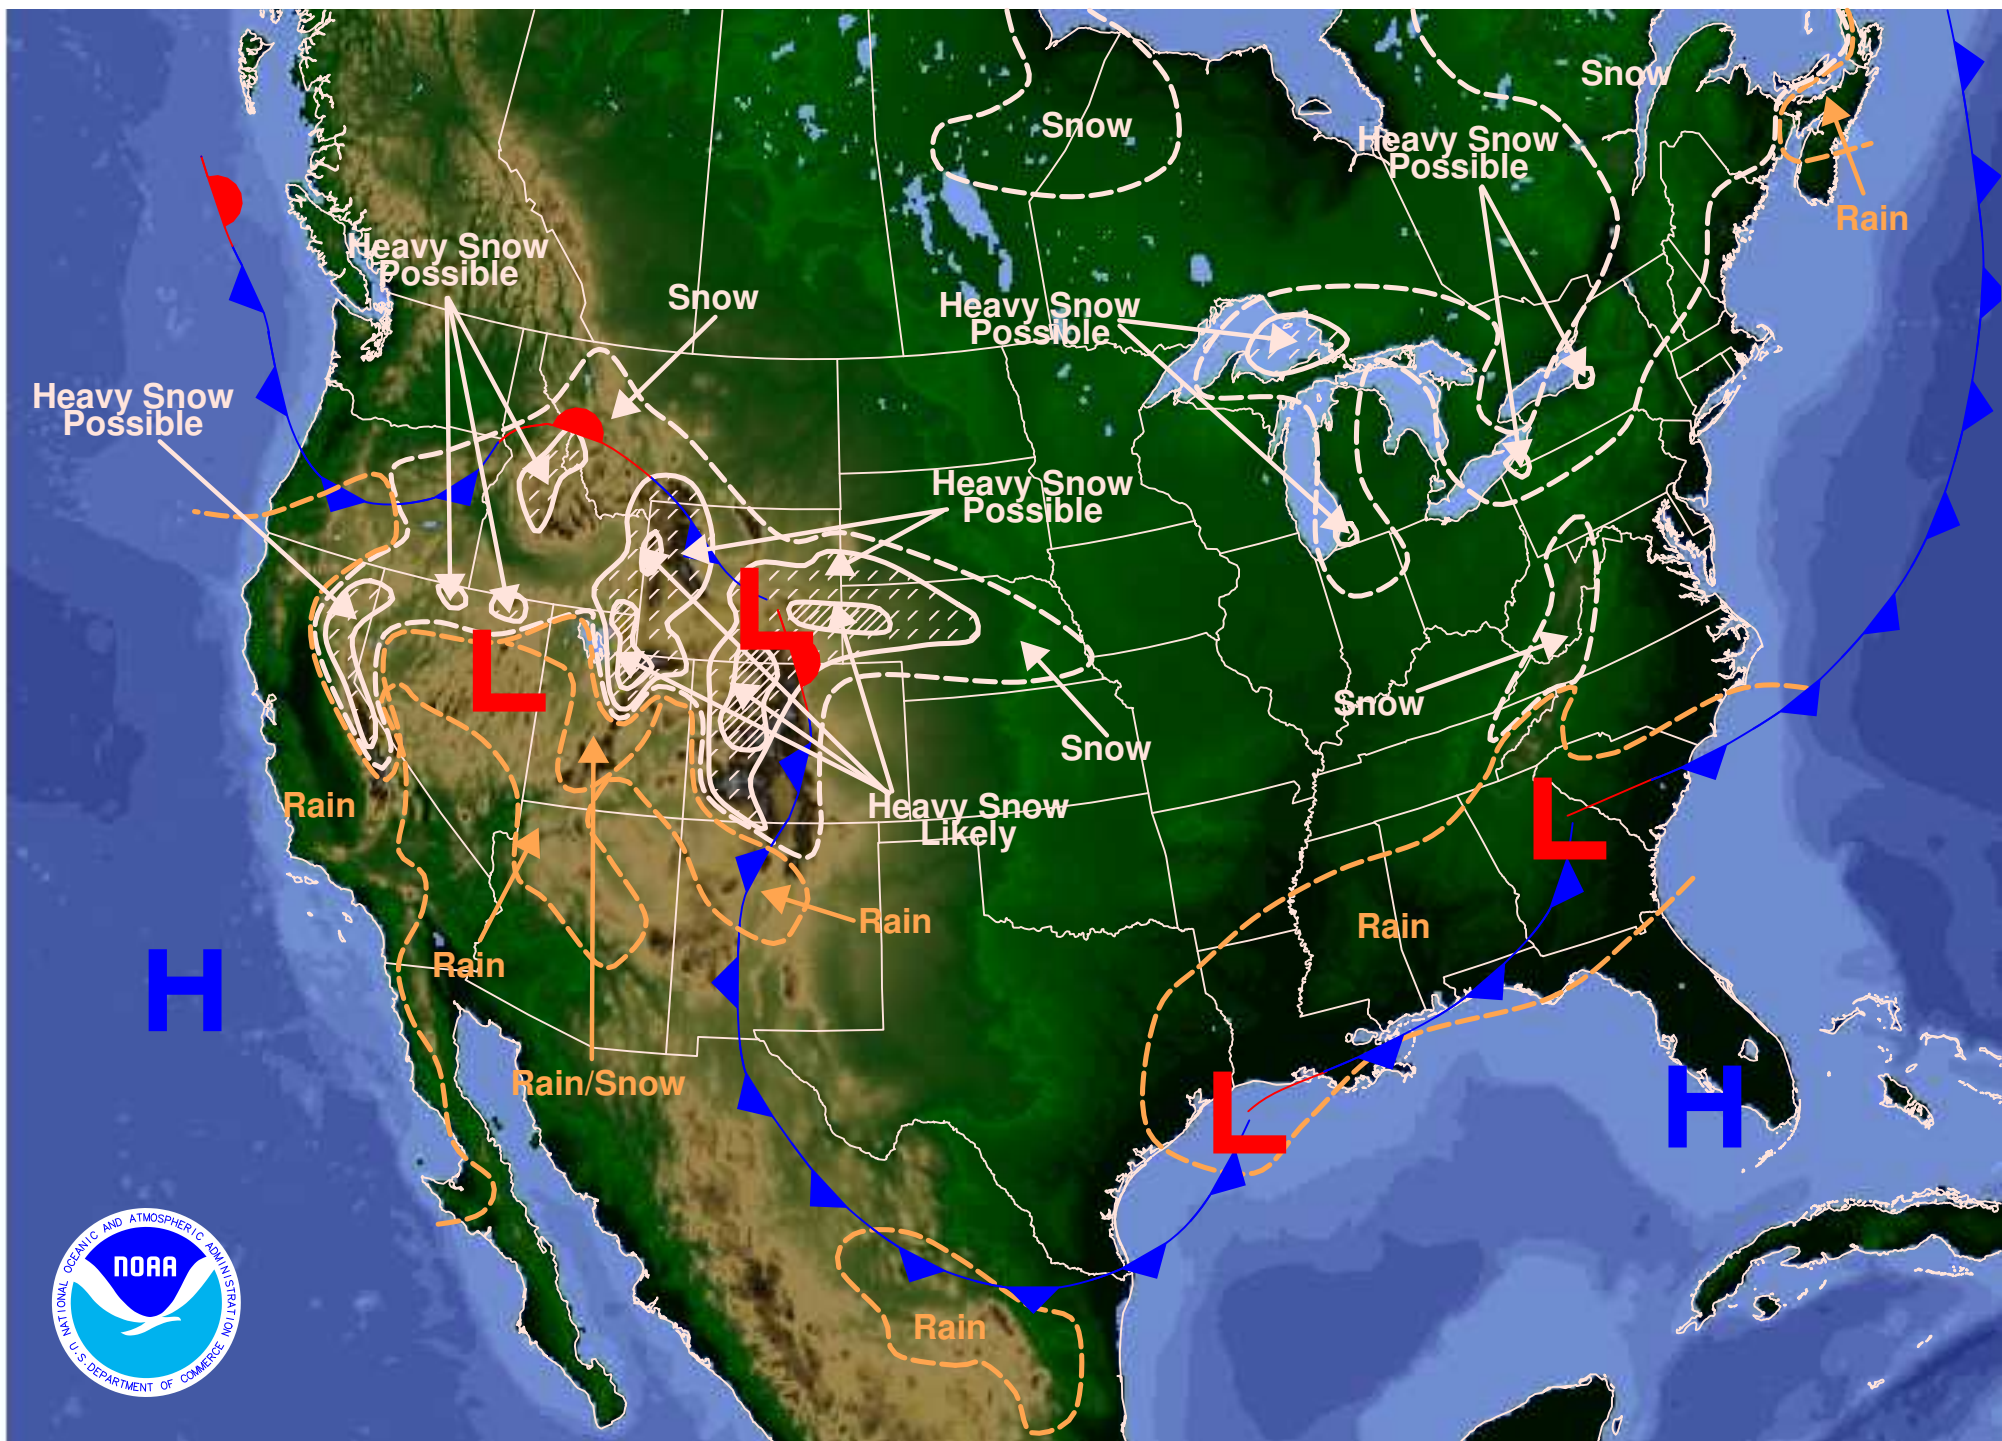 Snow
Snow
Heavy Snow
Possible
Rain
Heavy Snow
Possible
Snow
Heavy Snow
Possible
Heavy Snow
Possible
Heavy Snow
Possible
L
L
Snow
Snow
Snow
Rain
Heavy Snow
Likely
L
Rain
Rain
Rain
H
Rain/Snow
L
H
Rain
NATIONAL OCEANIC AND ATMOSPHERIC ADMINISTRATION
NOAA
U.S. DEPARTMENT OF COMMERCE